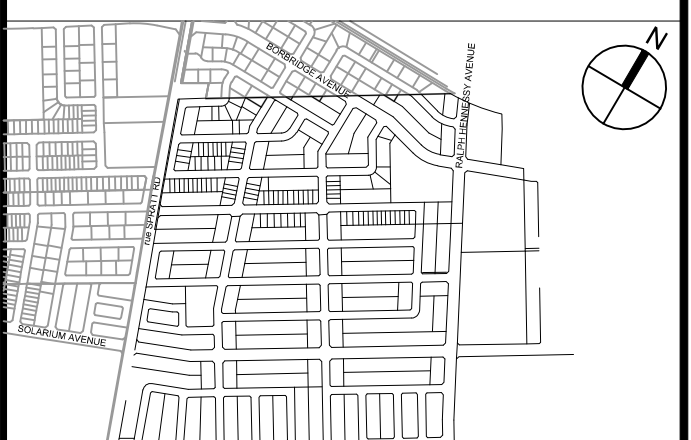 N
BORBRIDGE AVENUE
RALPH HENNESSY AVENUE
rue SPRATT RD
SOLARIUM AVENUE